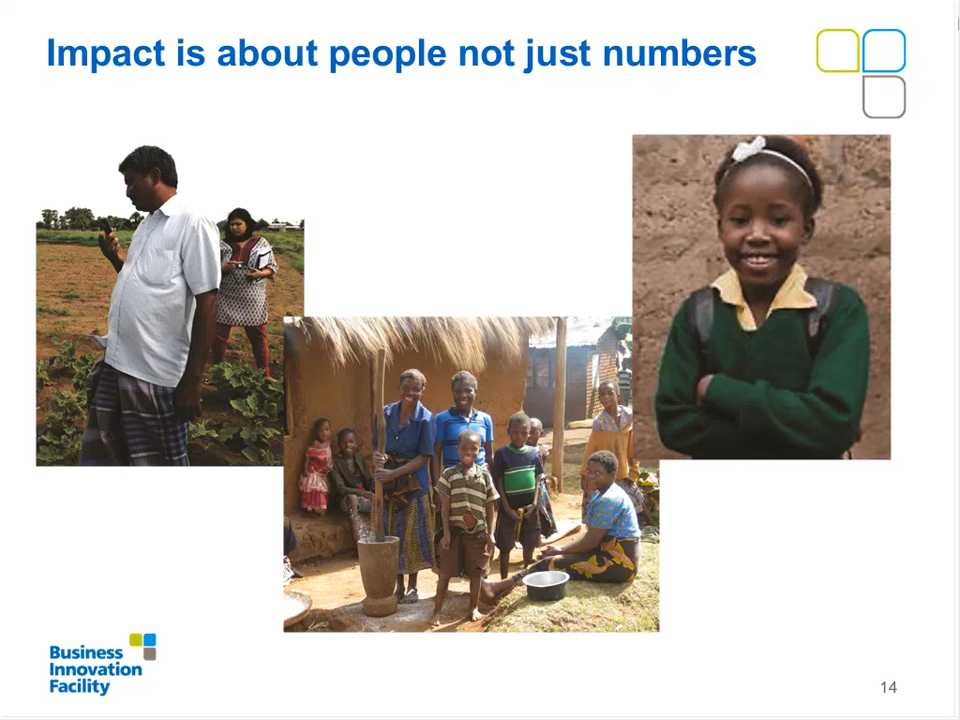 Impact is about people not just numbers
Business
Innovation
Facility
14